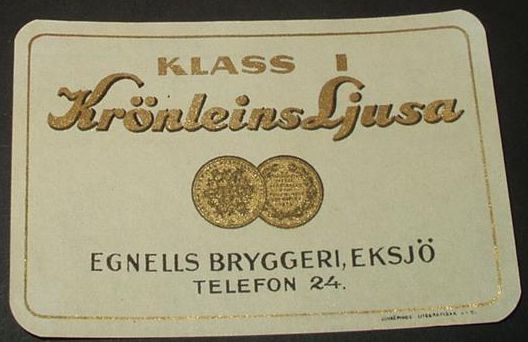 KLASS I
Krönleins Ljusa
EGNELLS BRYGGERI, EKSJÖ
TELEFON 24.